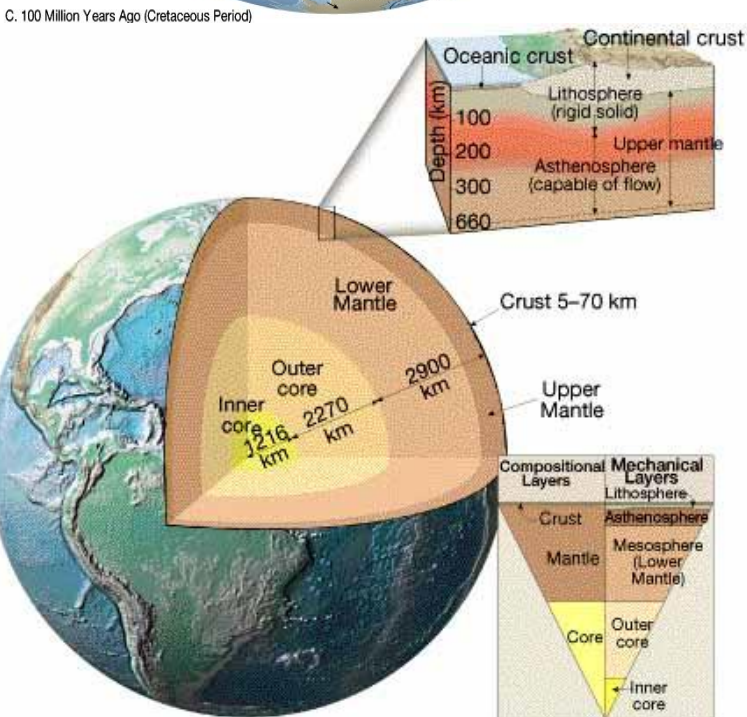 C. 100 Million Years Ago (Cretaceous Period)
Continental crust
Oceanic crust
Depth (km)
100
200
300
660
Lithosphere
(rigid solid)
Upper mantle
Asthenosphere
(capable of flow)
Lower
Mantle
Crust 5–70 km
Outer
core
2900
km
Inner
core
2270
km
1216
km
Upper
Mantle
Compositional
Layers
Mechanical
Layers
Lithosphere
Crust
Asthenosphere
Mantle
Mesosphere
(Lower
Mantle)
Core
Outer
core
Inner
core